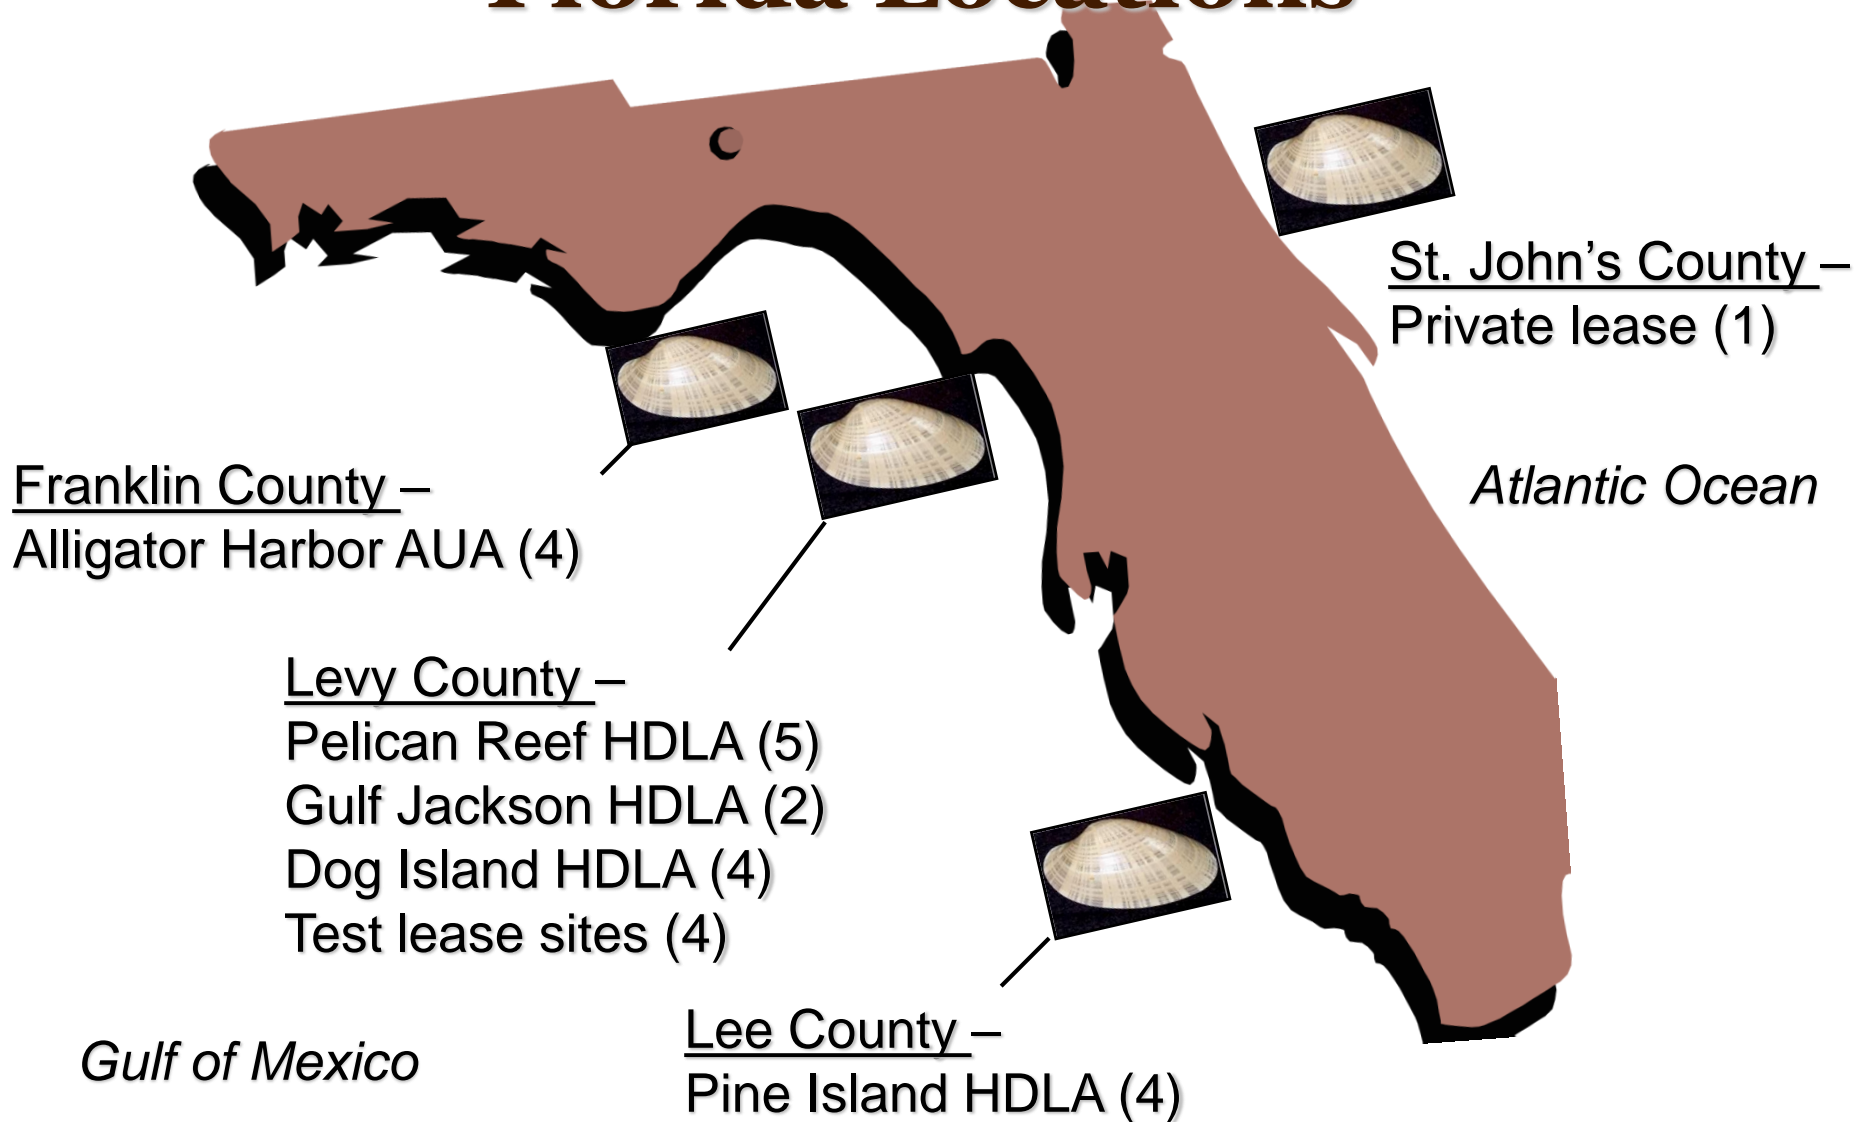 Florida Locations
St. John’s County –
Private lease (1)
Franklin County –
Alligator Harbor AUA (4)
Atlantic Ocean
Levy County –
Pelican Reef HDLA (5)
Gulf Jackson HDLA (2)
Dog Island HDLA (4)
Test lease sites (4)
Gulf of Mexico
Lee County –
Pine Island HDLA (4)